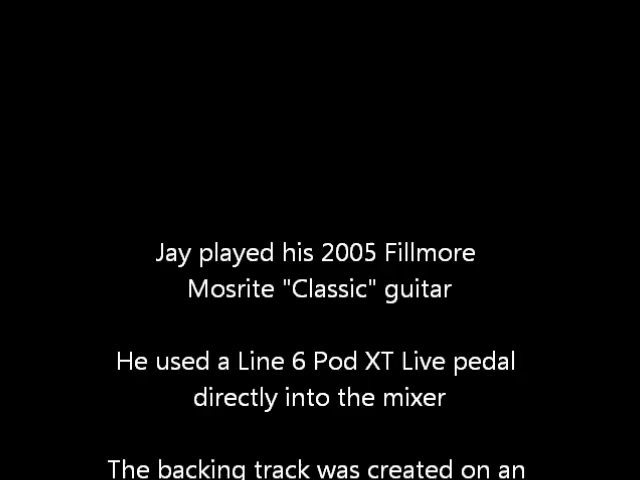 Jay played his 2005 Fillmore
Mosrite "Classic" guitar
He used a Line 6 Pod XT Live pedal
directly into the mixer
The backing track was created on an